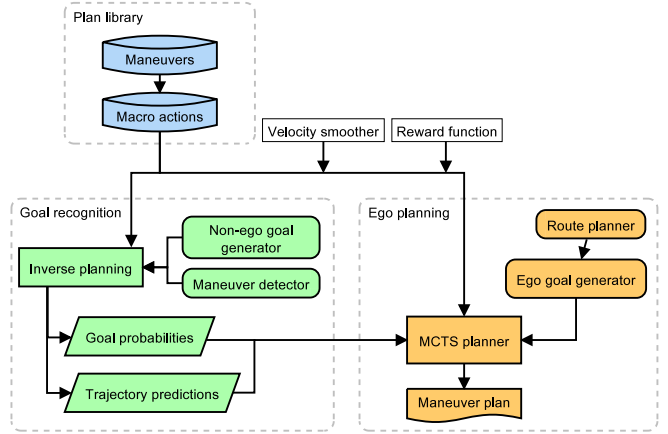 Plan library
Maneuvers
Macro actions
Velocity smoother
Reward function
Goal recognition
Non-ego goal
generator
Inverse planning
Maneuver detector
Goal probabilities
Trajectory predictions
Ego planning
Route planner
Ego goal generator
MCTS planner
Maneuver plan